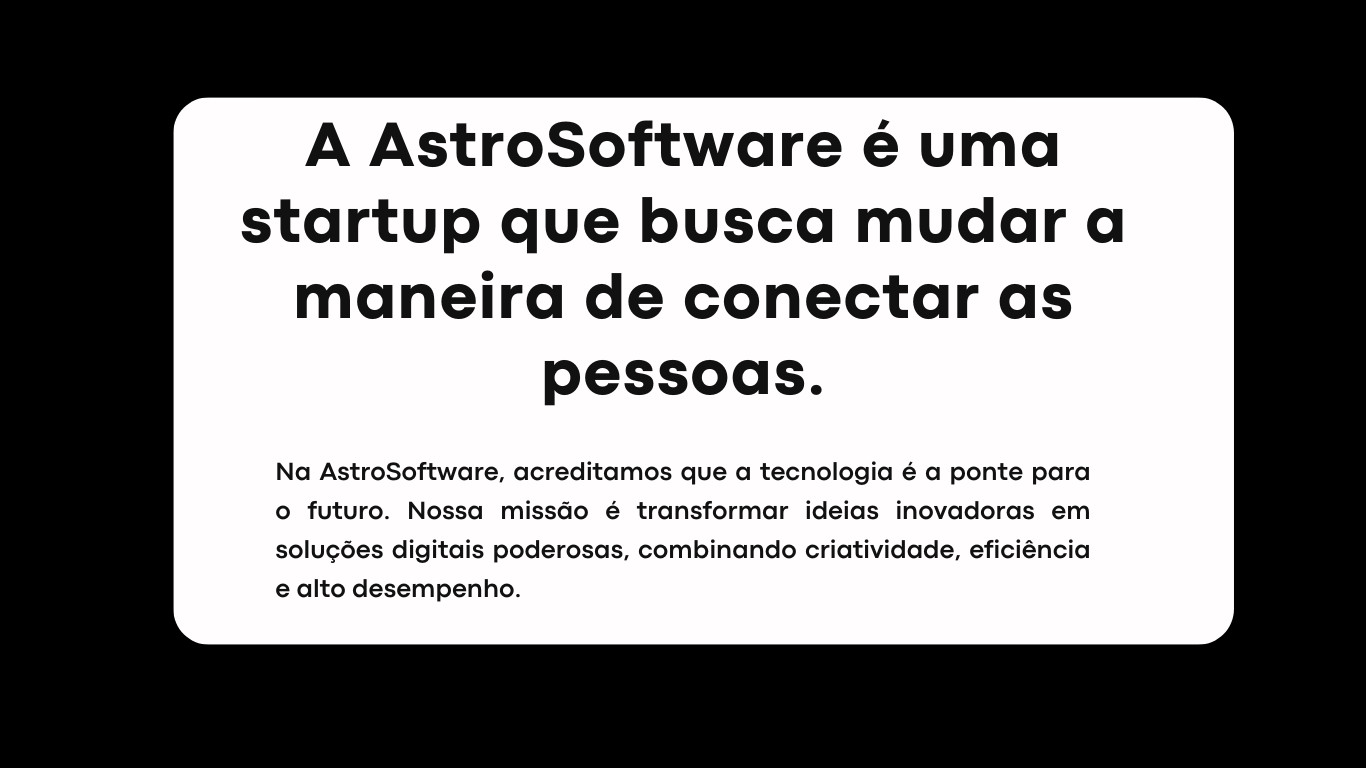 A AstroSoftware é uma
startup que busca mudar a
maneira de conectar as
pessoas.
Na AstroSoftware, acreditamos que a tecnologia é a ponte para
o futuro. Nossa missão é transformar ideias inovadoras em
soluções digitais poderosas, combinando criatividade, eficiência
e alto desempenho.